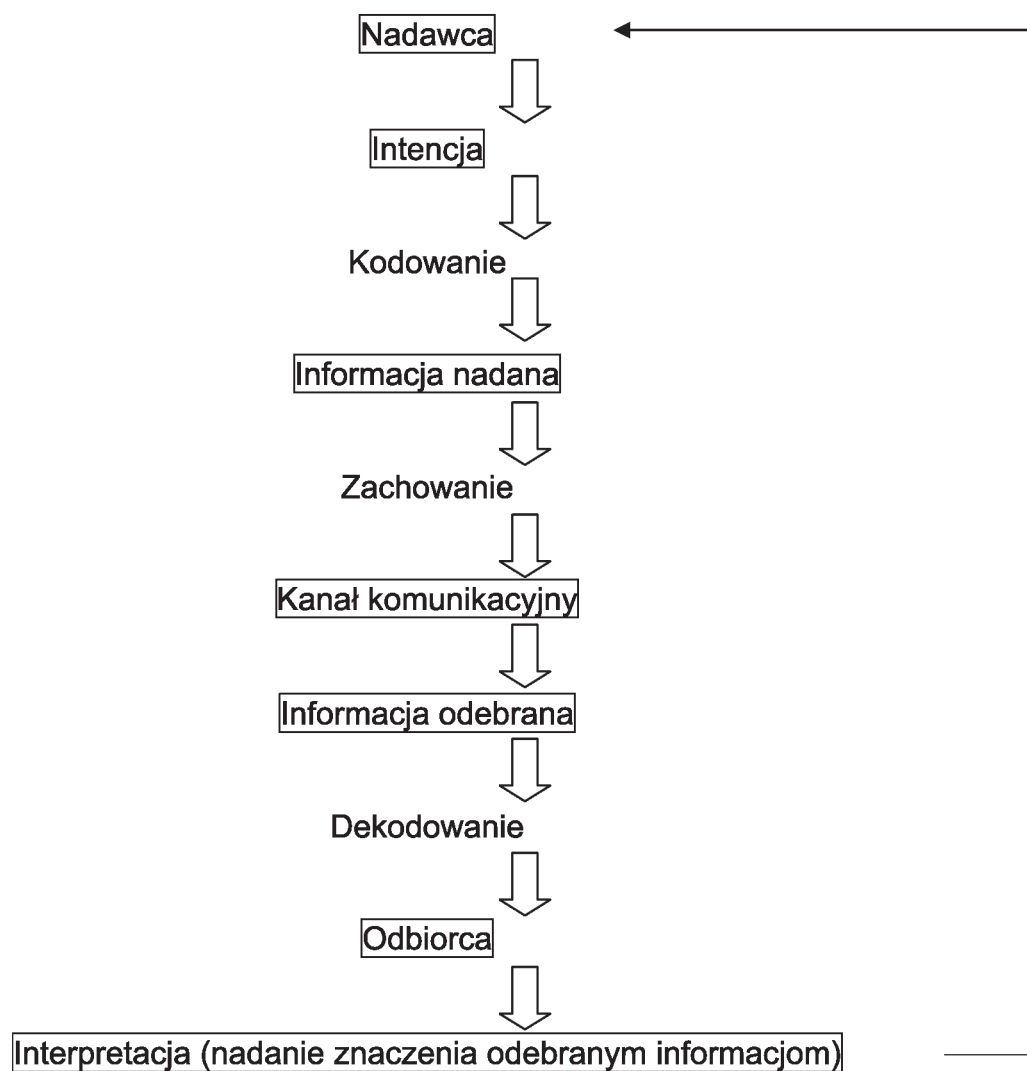 Nadawca
Intencja
Kodowanie
Informacja nadana
Zachowanie
Kanał komunikacyjny
Informacja odebrana
Dekodowanie
Odbiorca
Interpretacja (nadanie znaczenia odebranym informacjom)